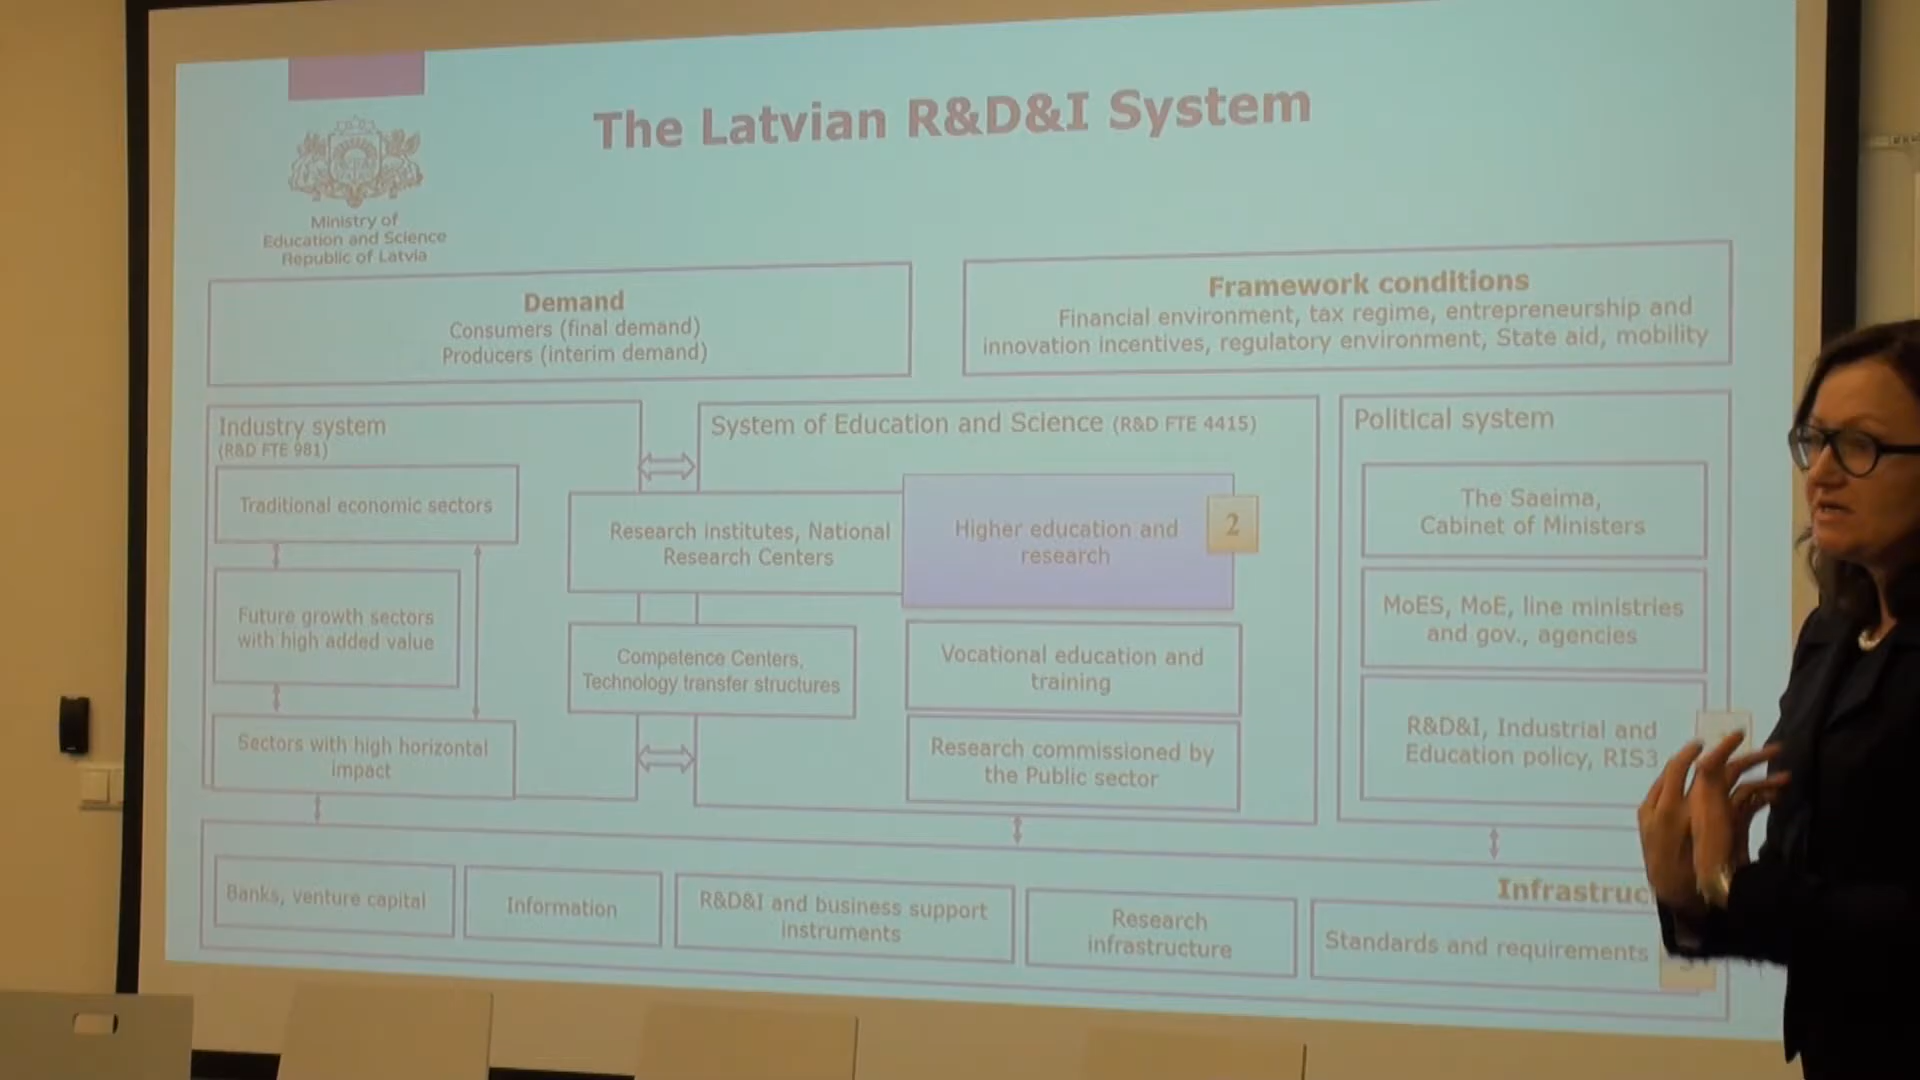 The Latvian R&D&I System
Ministry of
Education and Science
Republic of Latvia
Demand
Consumers (final demand)
Producers (interim demand)
Framework conditions
Financial environment, tax regime, entrepreneurship and
innovation incentives, regulatory environment, State aid, mobility
Industry system
(R&D FTE 981)
Traditional economic sectors
Future growth sectors
with high added value
Sectors with high horizontal
impact
System of Education and Science (R&D FTE 4415)
Research institutes, National
Research Centers
Higher education and
research
2
Competence Centers,
Technology transfer structures
Vocational education and
training
Research commissioned by
the Public sector
Political system
The Saeima,
Cabinet of Ministers
MoES, MoE, line ministries
and gov., agencies
R&D&I, Industrial and
Education policy, RIS3
Infrastruc
Banks, venture capital
Information
R&D&I and business support
instruments
Research
infrastructure
Standards and requirements